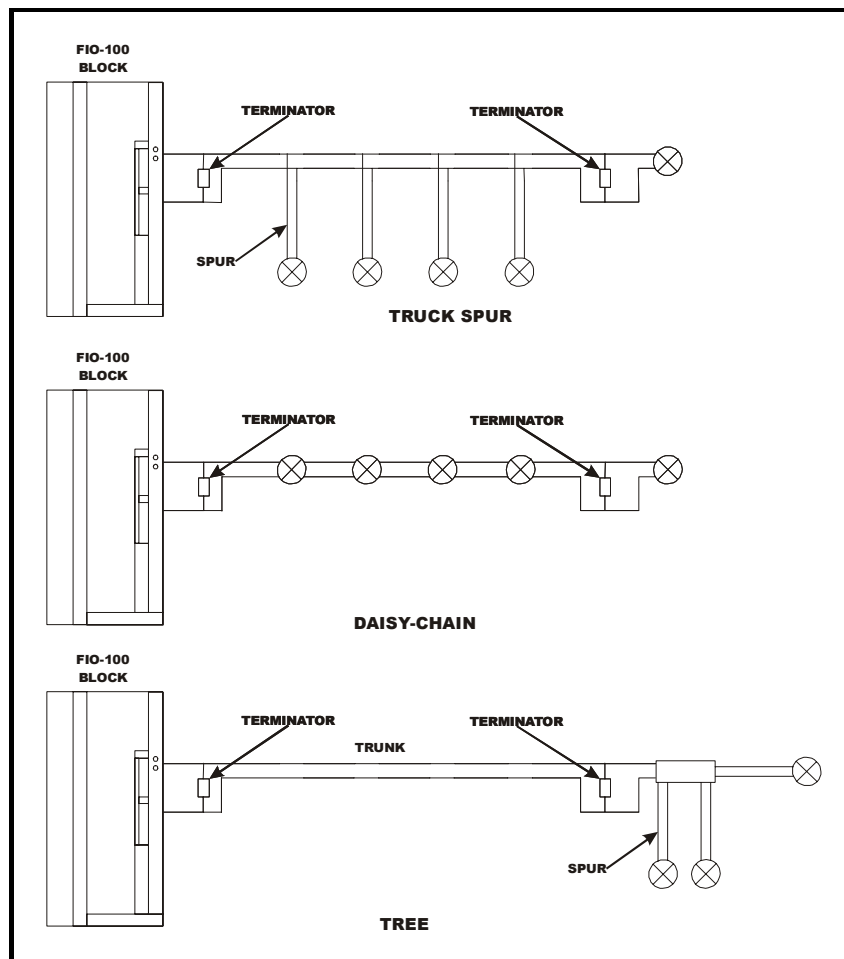 FIO-100
BLOCK
TERMINATOR
TERMINATOR
SPUR
TRUCK SPUR
FIO-100
BLOCK
TERMINATOR
TERMINATOR
DAISY-CHAIN
FIO-100
BLOCK
TERMINATOR
TERMINATOR
TRUNK
SPUR
TREE